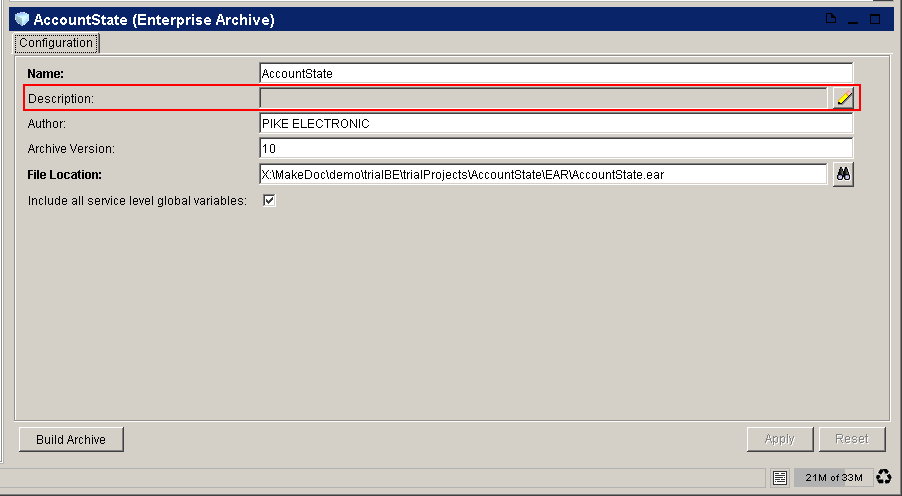 AccountState (Enterprise Archive)
Configuration
Name: AccountState
Description:
Author: PIKE ELECTRONIC
Archive Version: 10
File Location: X:\MakeDoc\demo\trialBE\trialProjects\AccountState\EAR\AccountState.ear
Include all service level global variables:
Build Archive Apply Reset
21M of 33M